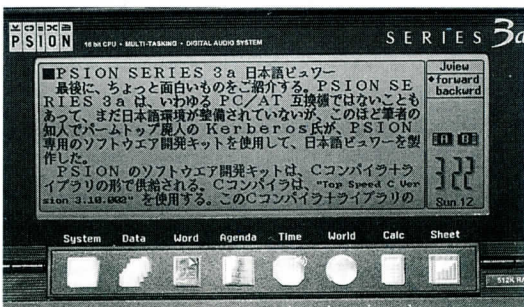 PSION
16 bit CPU • MULTI-TASKING • DIGITAL AUDIO SYSTEM
SERIES 3a
■PSION SERIES 3a 日本語ビュワー
最後に、ちょっと面白いものをご紹介する。PSION SE
RIES 3a は、いわゆる PC/AT 互換機ではないことも
あって、まだ日本語環境が整備されていないが、このほど筆者の
知人でパームトップ廃人の Kerberos氏が、PSION
専用のソフトウエア開発キットを使用して、日本語ビュワーを製
作した。
PSION のソフトウエア開発キットは、Cコンパイラ+ラ
イブラリの形で供給される。Cコンパイラは、"Top Speed C Ver
sion 3.10.002" を使用する。このCコンパイラ+ライブラリの
Jview
◆forward
backwrd
A B
322
Sun 12
System Data Word Agenda Time World Calc Sheet
512K RA